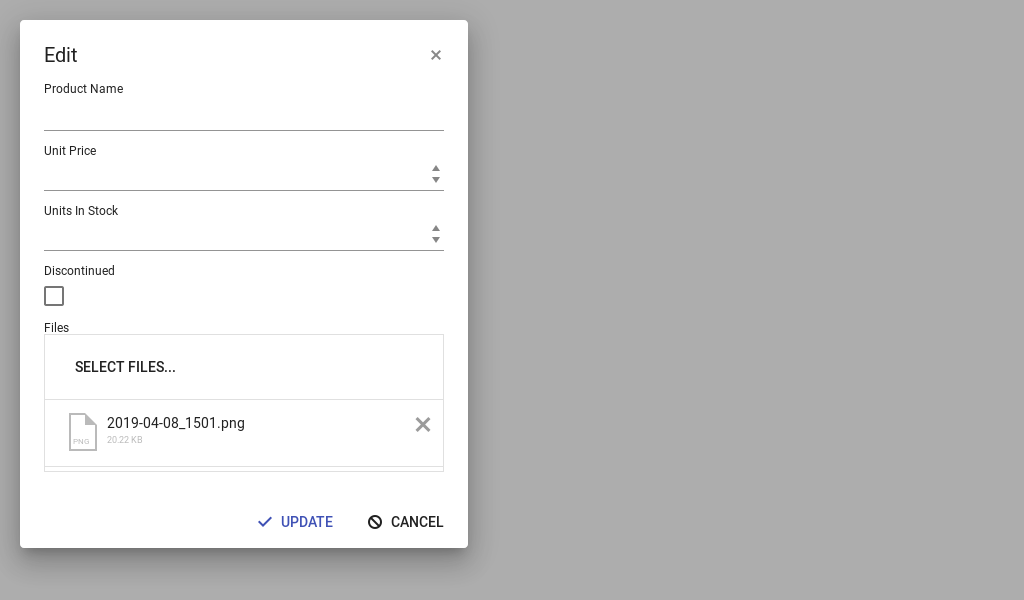 Edit
Product Name
Unit Price
Units In Stock
Discontinued
Files
SELECT FILES...
2019-04-08_1501.png
PNG
20.22 KB
UPDATE CANCEL